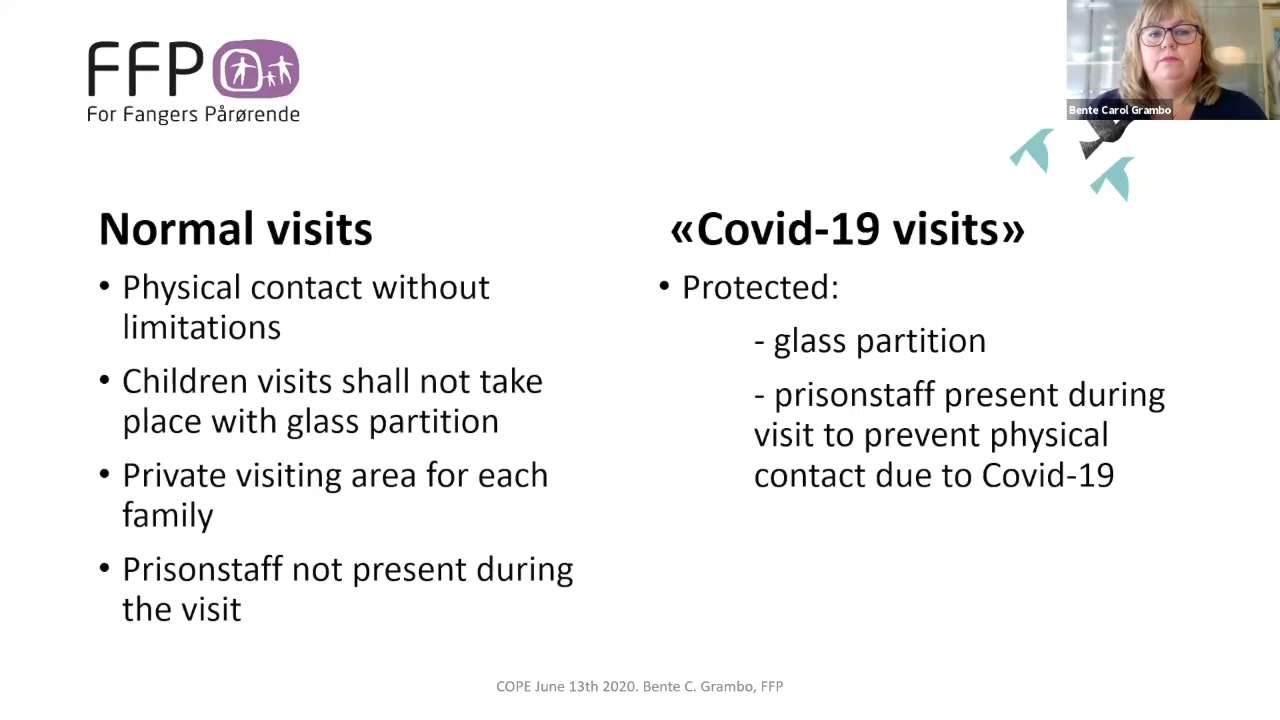 FFP
For Fangers Pårørende
Bente Carol Grambo
Normal visits
• Physical contact without
limitations
• Children visits shall not take
place with glass partition
• Private visiting area for each
family
• Prisonstaff not present during
the visit
«Covid-19 visits»
• Protected:
- glass partition
- prisonstaff present during
visit to prevent physical
contact due to Covid-19
COPE June 13th 2020. Bente C. Grambo, FFP